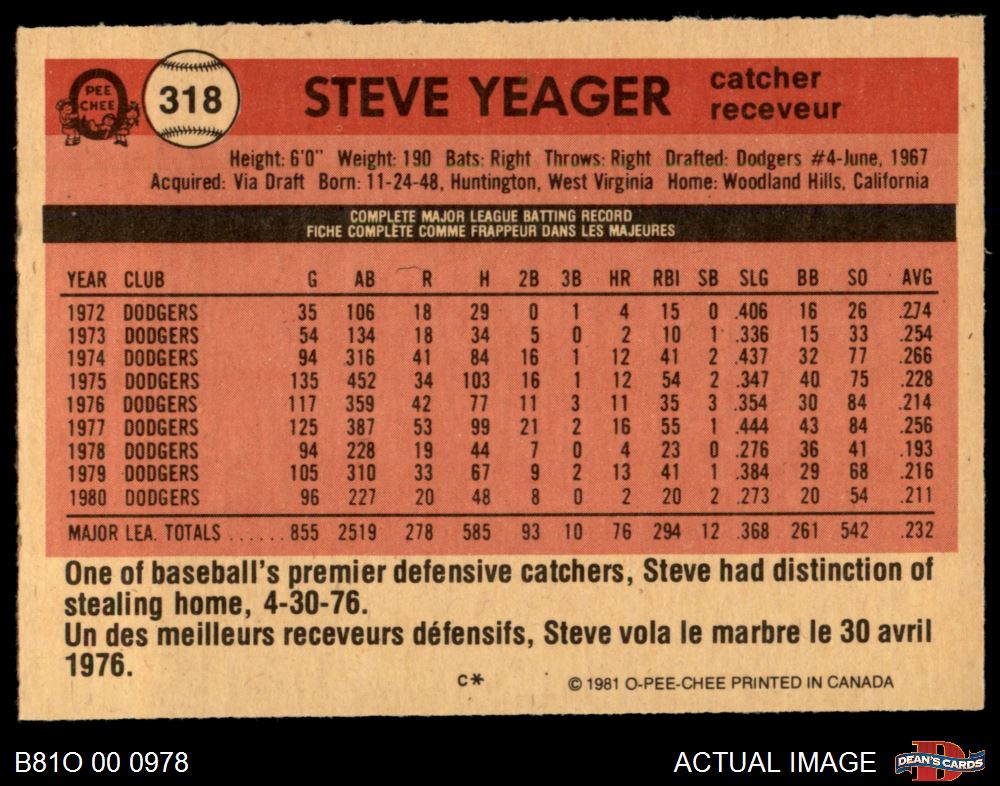 O
PEE
CHEE
318
STEVE YEAGER
catcher
receveur
Height: 6'0" Weight: 190 Bats: Right Throws: Right Drafted: Dodgers #4-June, 1967
Acquired: Via Draft Born: 11-24-48, Huntington, West Virginia Home: Woodland Hills, California
COMPLETE MAJOR LEAGUE BATTING RECORD
FICHE COMPLÈTE COMME FRAPPEUR DANS LES MAJEURES
YEAR CLUB G AB R H 2B 3B HR RBI SB SLG BB SO AVG
1972 DODGERS 35 106 18 29 0 1 4 15 0 .406 16 26 .274
1973 DODGERS 54 134 18 34 5 0 2 10 1 .336 15 33 .254
1974 DODGERS 94 316 41 84 16 1 12 41 2 .437 32 77 .266
1975 DODGERS 135 452 34 103 16 1 12 54 2 .347 40 75 .228
1976 DODGERS 117 359 42 77 11 3 11 35 3 .354 30 84 .214
1977 DODGERS 125 387 53 99 21 2 16 55 1 .444 43 84 .256
1978 DODGERS 94 228 19 44 7 0 4 23 0 .276 36 41 .193
1979 DODGERS 105 310 33 67 9 2 13 41 1 .384 29 68 .216
1980 DODGERS 96 227 20 48 8 0 2 20 2 .273 20 54 .211
MAJOR LEA. TOTALS ...... 855 2519 278 585 93 10 76 294 12 .368 261 542 .232
One of baseball's premier defensive catchers, Steve had distinction of
stealing home, 4-30-76.
Un des meilleurs receveurs défensifs, Steve vola le marbre le 30 avril
1976.
C*
© 1981 O-PEE-CHEE PRINTED IN CANADA
B81O 00 0978
ACTUAL IMAGE
DEAN'S CARDS